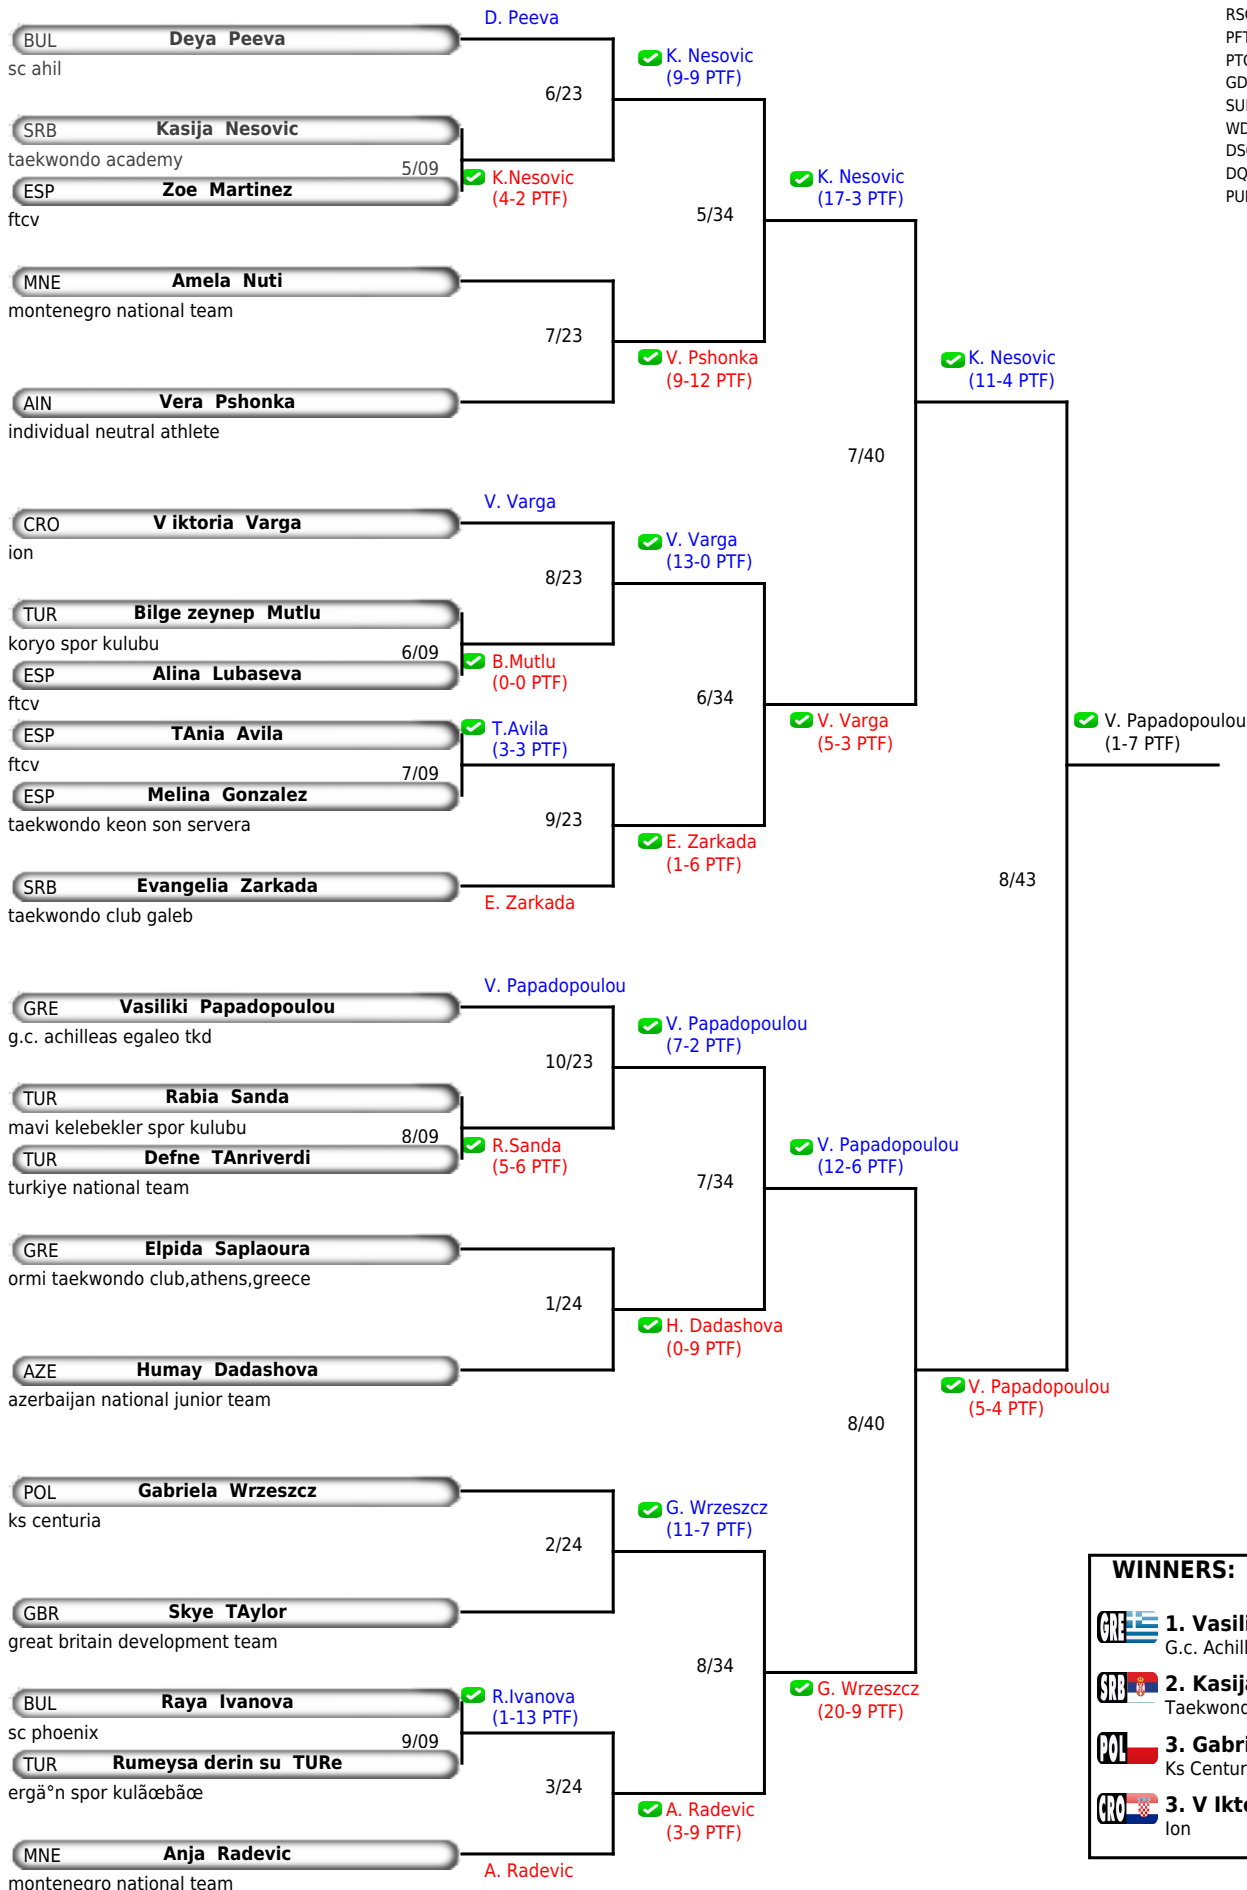 D. Peeva
BUL Deya Peeva
sc ahil
K. Nesovic
(9-9 PTF)
6/23
SRB Kasija Nesovic
taekwondo academy
5/09
ESP Zoe Martinez
ftcv
K.Nesovic
(4-2 PTF)
K. Nesovic
(17-3 PTF)
5/34
MNE Amela Nuti
montenegro national team
7/23
V. Pshonka
(9-12 PTF)
AIN Vera Pshonka
individual neutral athlete
K. Nesovic
(11-4 PTF)
7/40
V. Varga
CRO V iktoria Varga
ion
V. Varga
(13-0 PTF)
8/23
TUR Bilge zeynep Mutlu
koryo spor kulubu
6/09
ESP Alina Lubaseva
ftcv
B.Mutlu
(0-0 PTF)
6/34
ESP TAnia Avila
ftcv
T.Avila
(3-3 PTF)
7/09
ESP Melina Gonzalez
taekwondo keon son servera
V. Varga
(5-3 PTF)
V. Papadopoulou
(1-7 PTF)
9/23
E. Zarkada
(1-6 PTF)
SRB Evangelia Zarkada
taekwondo club galeb
E. Zarkada
8/43
V. Papadopoulou
GRE Vasiliki Papadopoulou
g.c. achilleas egaleo tkd
V. Papadopoulou
(7-2 PTF)
10/23
TUR Rabia Sanda
mavi kelebekler spor kulubu
8/09
TUR Defne TAnriverdi
turkiye national team
R.Sanda
(5-6 PTF)
V. Papadopoulou
(12-6 PTF)
7/34
GRE Elpida Saplaoura
ormi taekwondo club,athens,greece
1/24
H. Dadashova
(0-9 PTF)
AZE Humay Dadashova
azerbaijan national junior team
V. Papadopoulou
(5-4 PTF)
8/40
POL Gabriela Wrzeszcz
ks centuria
G. Wrzeszcz
(11-7 PTF)
2/24
GBR Skye TAylor
great britain development team
8/34
BUL Raya Ivanova
sc phoenix
R.Ivanova
(1-13 PTF)
9/09
TUR Rumeysa derin su TURe
ergä°n spor kulãœbãœ
G. Wrzeszcz
(20-9 PTF)
3/24
A. Radevic
(3-9 PTF)
MNE Anja Radevic
montenegro national team
A. Radevic
WINNERS:
GRE 1. Vasili
G.c. Achill
SRB 2. Kasija
Taekwond
POL 3. Gabri
Ks Centur
CRO 3. V Ikt
Ion